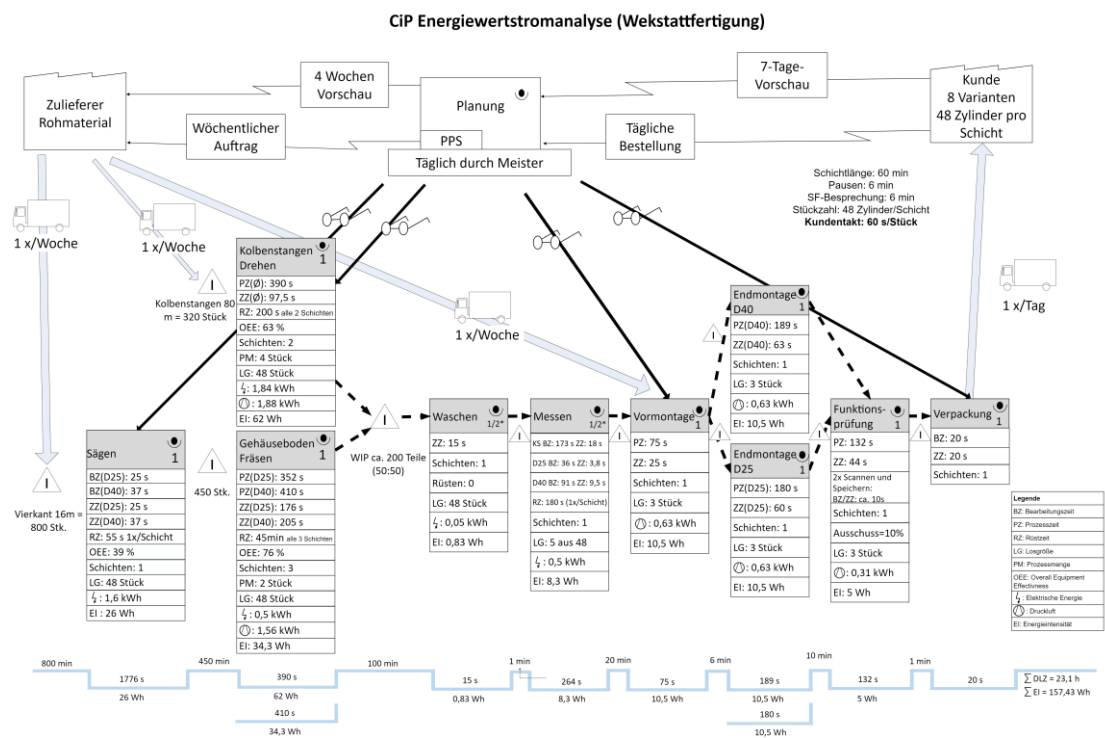 CiP Energiewertstromanalyse (Wekstattfertigung)
Zulieferer
Rohmaterial
4 Wochen
Vorschau
Wöchentlicher
Auftrag
Planung
PPS
Täglich durch Meister
7-Tage-
Vorschau
Tägliche
Bestellung
Kunde
8 Varianten
48 Zylinder pro
Schicht
Schichtlänge: 60 min
Pausen: 6 min
SF-Besprechung: 6 min
Stückzahl: 48 Zylinder/Schicht
Kundentakt: 60 s/Stück
1 x/Woche
1 x/Woche
1 x/Woche
1 x/Tag
I
Kolbenstangen 80
m = 320 Stück
I
Vierkant 16m =
800 Stk.
Sägen
1
BZ(D25): 25 s
BZ(D40): 37 s
ZZ(D25): 25 s
ZZ(D40): 37 s
RZ: 55 s 1x/Schicht
OEE: 39 %
Schichten: 1
LG: 48 Stück
: 1,6 kWh
EI : 26 Wh
I
450 Stk.
Kolbenstangen
Drehen
1
PZ(Ø): 390 s
ZZ(Ø): 97,5 s
RZ: 200 s alle 2 Schichten
OEE: 63 %
Schichten: 2
PM: 4 Stück
LG: 48 Stück
: 1,84 kWh
: 1,88 kWh
EI: 62 Wh
Gehäuseboden
Fräsen
1
PZ(D25): 352 s
PZ(D40): 410 s
ZZ(D25): 176 s
ZZ(D40): 205 s
RZ: 45min alle 3 Schichten
OEE: 76 %
Schichten: 3
PM: 2 Stück
LG: 48 Stück
: 0,5 kWh
: 1,56 kWh
EI: 34,3 Wh
I
WIP ca. 200 Teile
(50:50)
Waschen
1/2*
ZZ: 15 s
Schichten: 1
Rüsten: 0
LG: 48 Stück
: 0,05 kWh
EI: 0,83 Wh
I
Messen
1/2*
KS BZ: 173 s ZZ: 18 s
D25 BZ: 36 s ZZ: 3,8 s
D40 BZ: 91 s ZZ: 9,5 s
RZ: 180 s (1x/Schicht)
Schichten: 1
LG: 5 aus 48
: 0,5 kWh
EI: 8,3 Wh
I
Vormontage
1
PZ: 75 s
ZZ: 25 s
Schichten: 1
LG: 3 Stück
: 0,63 kWh
EI: 10,5 Wh
I
I
Endmontage
D40
1
PZ(D40): 189 s
ZZ(D40): 63 s
Schichten: 1
LG: 3 Stück
: 0,63 kWh
EI: 10,5 Wh
Endmontage
D25
1
PZ(D25): 180 s
ZZ(D25): 60 s
Schichten: 1
LG: 3 Stück
: 0,63 kWh
EI: 10,5 Wh
I
Funktions-
prüfung
1
PZ: 132 s
ZZ: 44 s
2x Scannen und
Speichern:
BZ/ZZ: ca. 10s
Schichten: 1
Ausschuss=10%
LG: 3 Stück
: 0,31 kWh
EI: 5 Wh
I
Verpackung
1
BZ: 20 s
ZZ: 20 s
Schichten: 1
Legende
BZ: Bearbeitungszeit
PZ: Prozesszeit
RZ: Rüstzeit
LG: Losgröße
PM: Prozessmenge
OEE: Overall Equipment
Effectivness
: Elektrische Energie
: Druckluft
EI: Energieintensität
800 min
1776 s
26 Wh
450 min
390 s
62 Wh
410 s
34,3 Wh
100 min
15 s
0,83 Wh
1 min
264 s
8,3 Wh
20 min
75 s
10,5 Wh
6 min
189 s
10,5 Wh
180 s
10,5 Wh
10 min
132 s
5 Wh
1 min
20 s
∑ DLZ = 23,1 h
∑ EI = 157,43 Wh